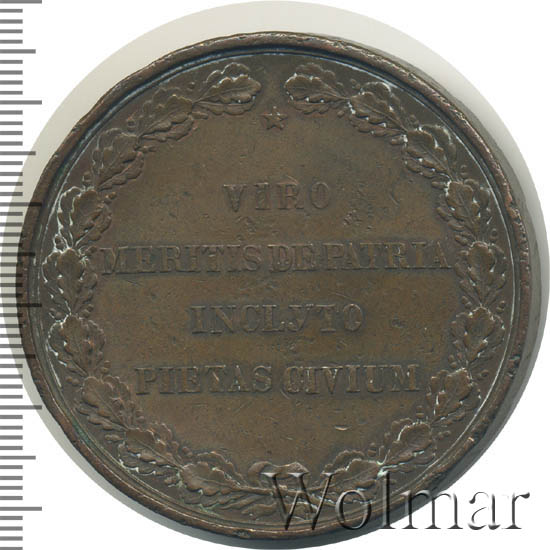 VIRO
MERITIS DE PATRIA
INCLYTO
PIETAS CIVIUM
Wolmar